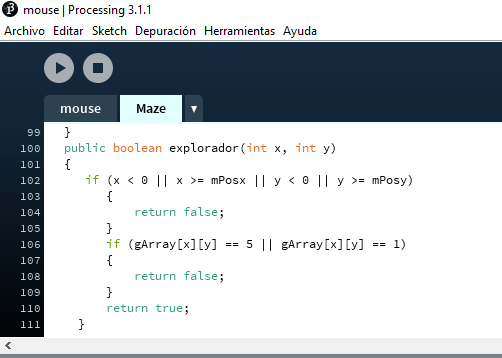 mouse | Processing 3.1.1
Archivo Editar Sketch Depuración Herramientas Ayuda
mouse Maze ▼
99 }
100 public boolean explorador(int x, int y)
101 {
102 if (x < 0 || x >= mPosx || y < 0 || y >= mPosy)
103 {
104 return false;
105 }
106 if (gArray[x][y] == 5 || gArray[x][y] == 1)
107 {
108 return false;
109 }
110 return true;
111 }